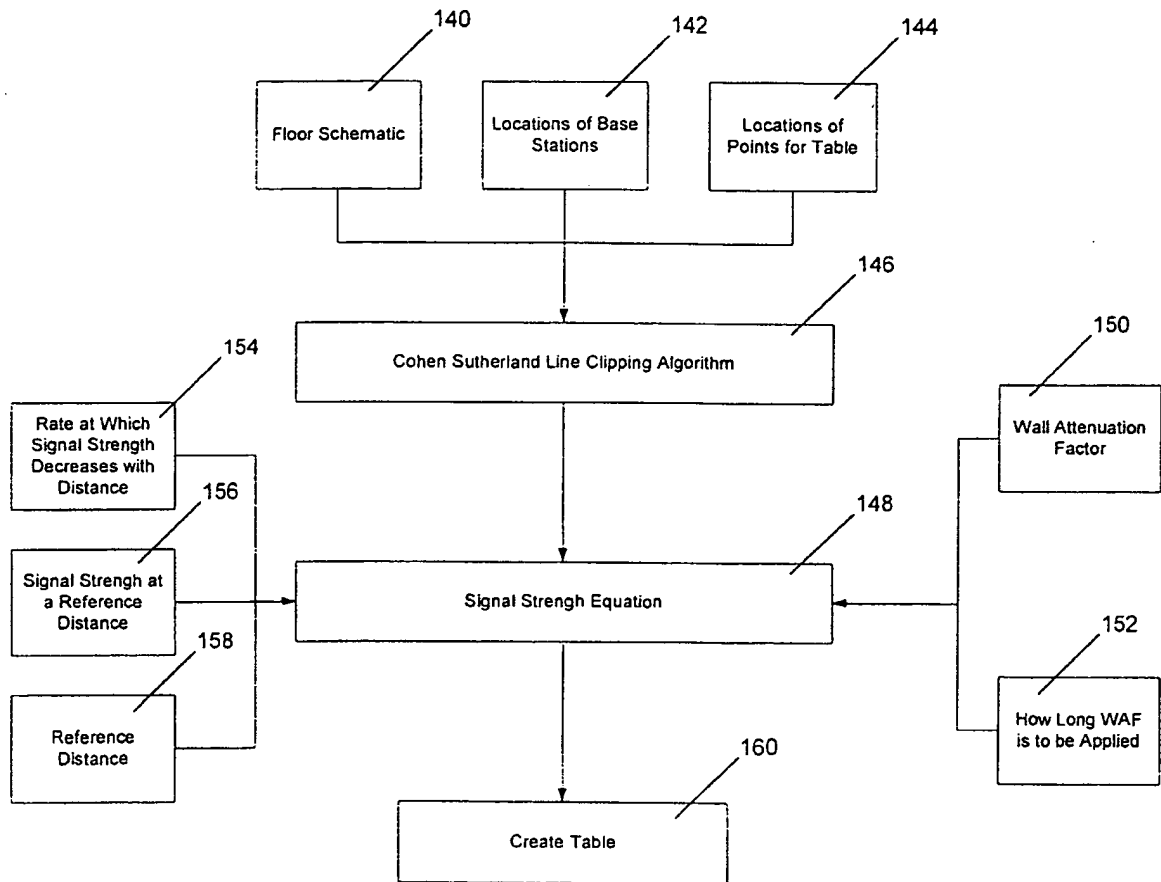 140
142
144
Floor Schematic
Locations of Base
Stations
Locations of
Points for Table
146
Cohen Sutherland Line Clipping Algorithm
154
150
Rate at Which
Signal Strength
Decreases with
Distance
Wall Attenuation
Factor
156
148
Signal Strengh at
a Reference
Distance
Signal Strengh Equation
158
152
Reference
Distance
How Long WAF
is to be Applied
160
Create Table